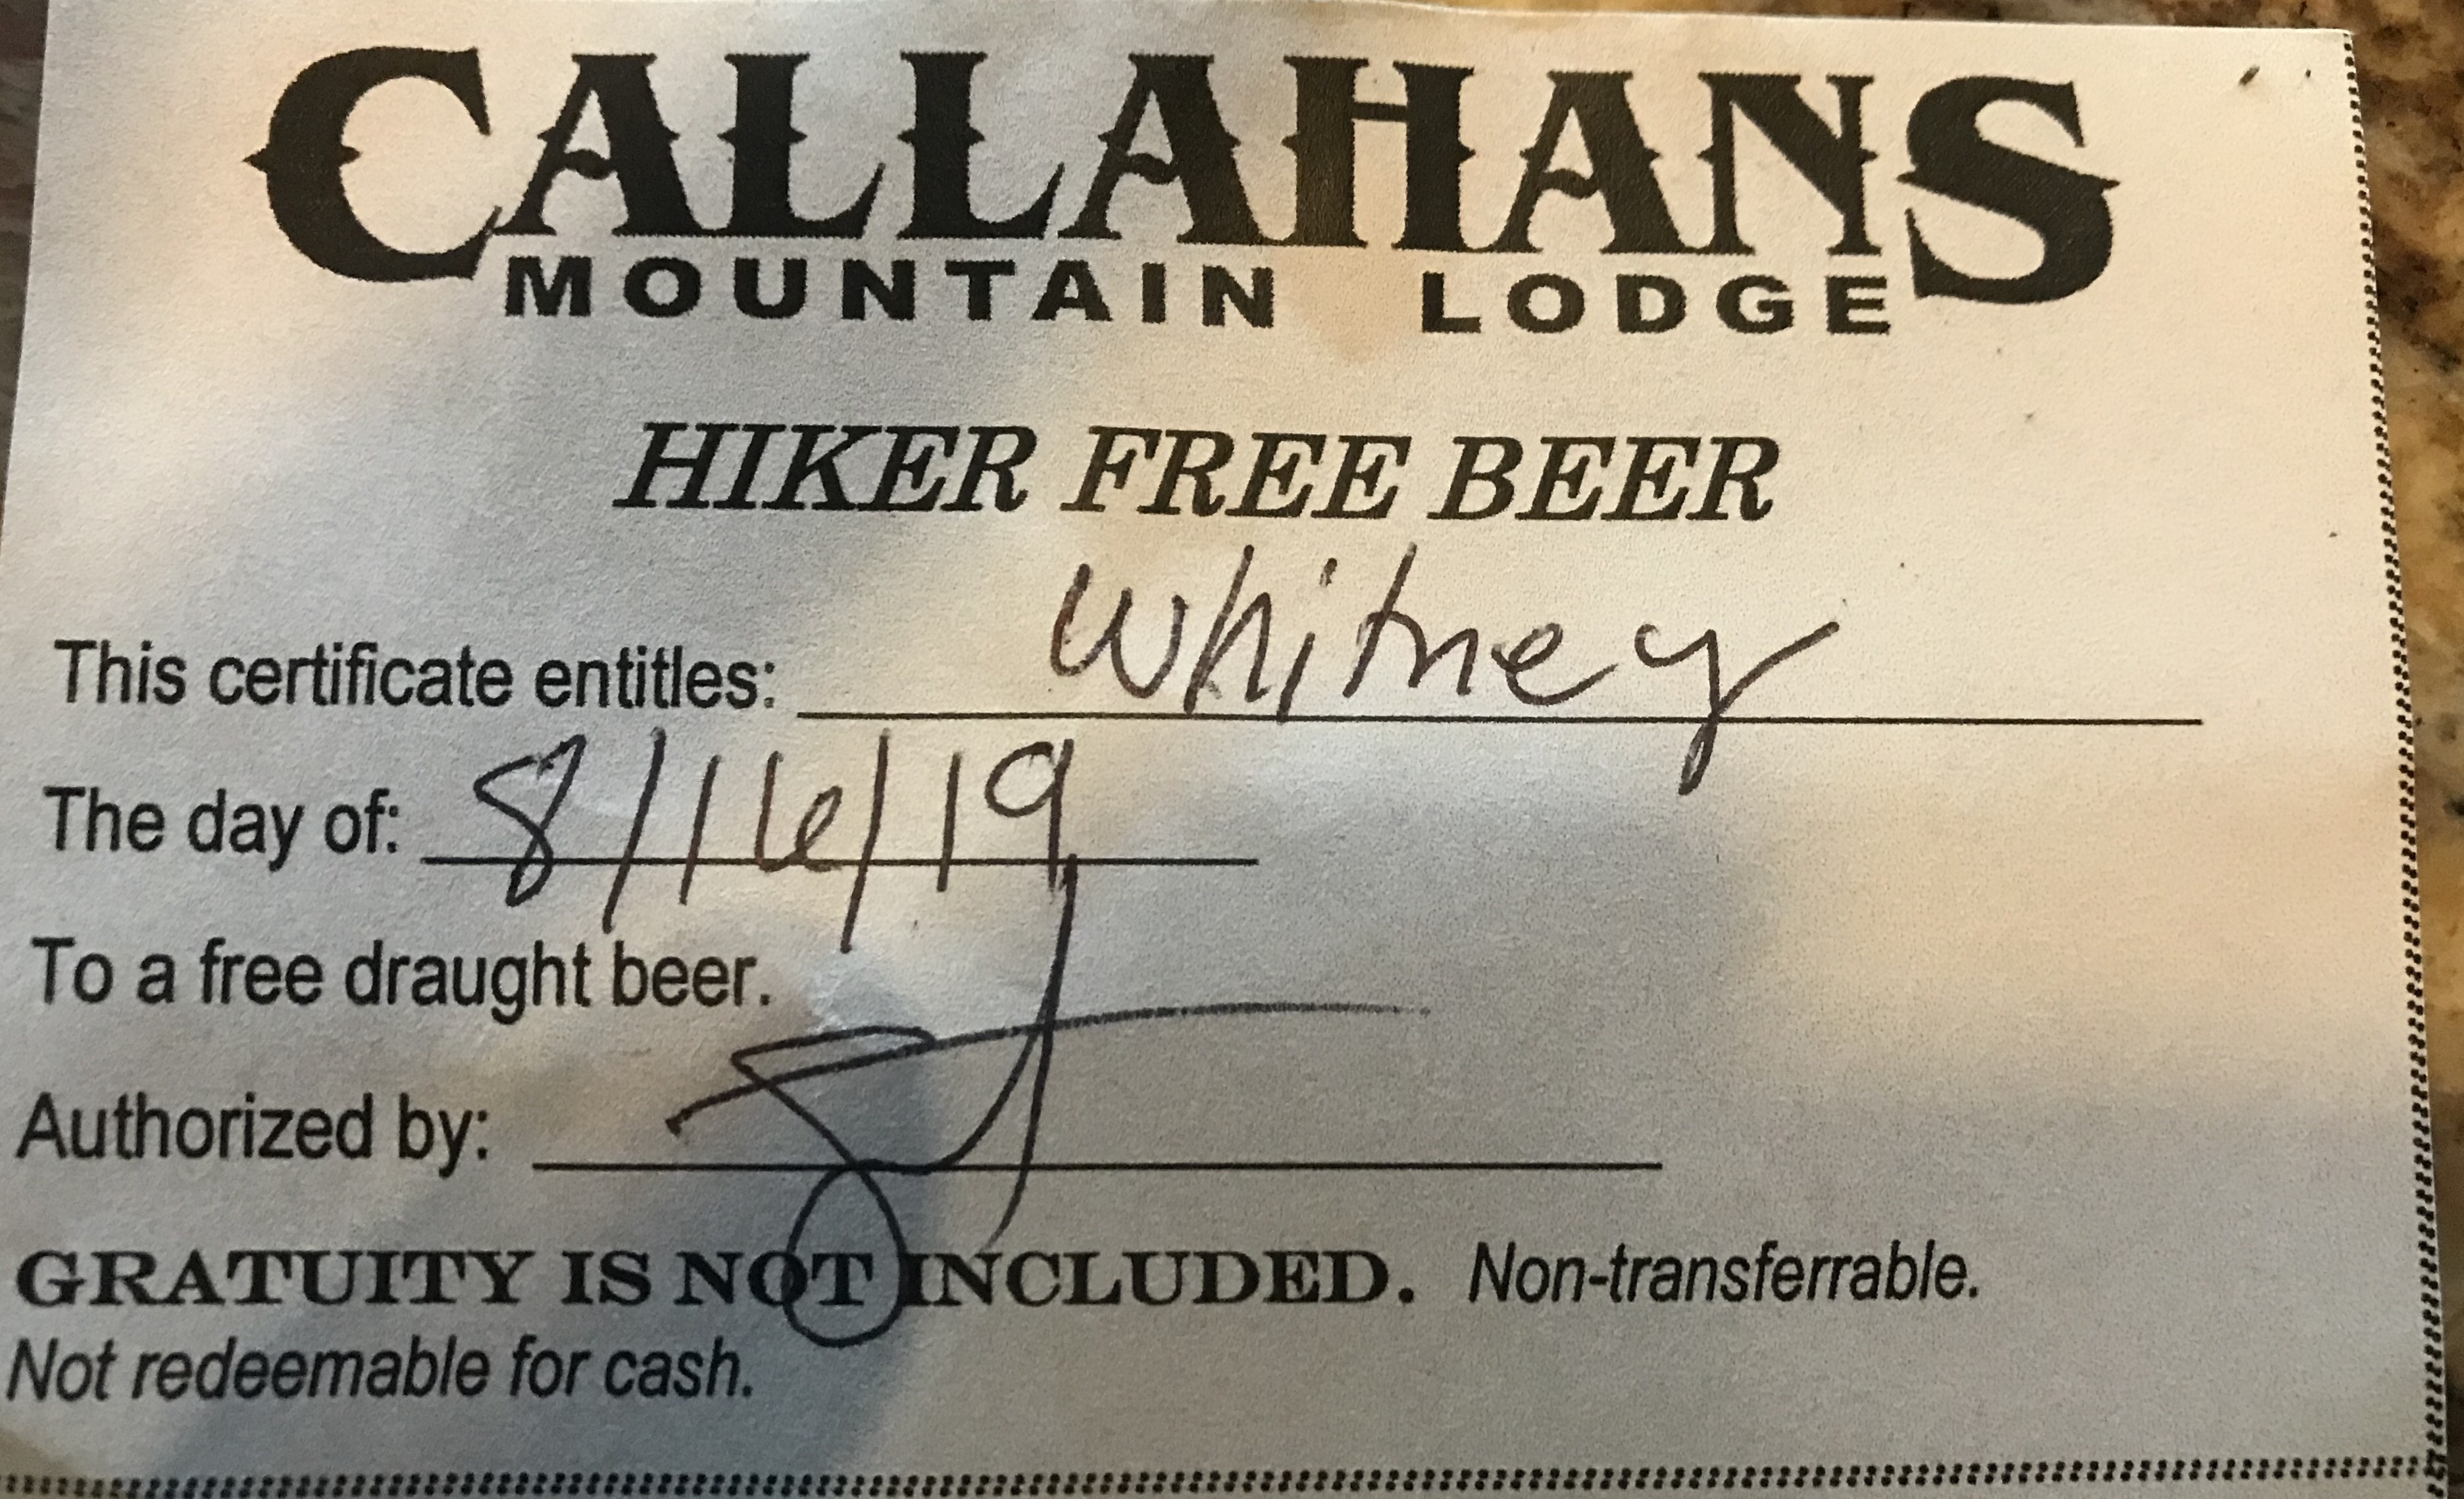 CALLAHANS
MOUNTAIN LODGE
HIKER FREE BEER
This certificate entitles: Whitney
The day of: 8/16/19
To a free draught beer.
Authorized by:
GRATUITY IS NOT INCLUDED. Non-transferrable.
Not redeemable for cash.